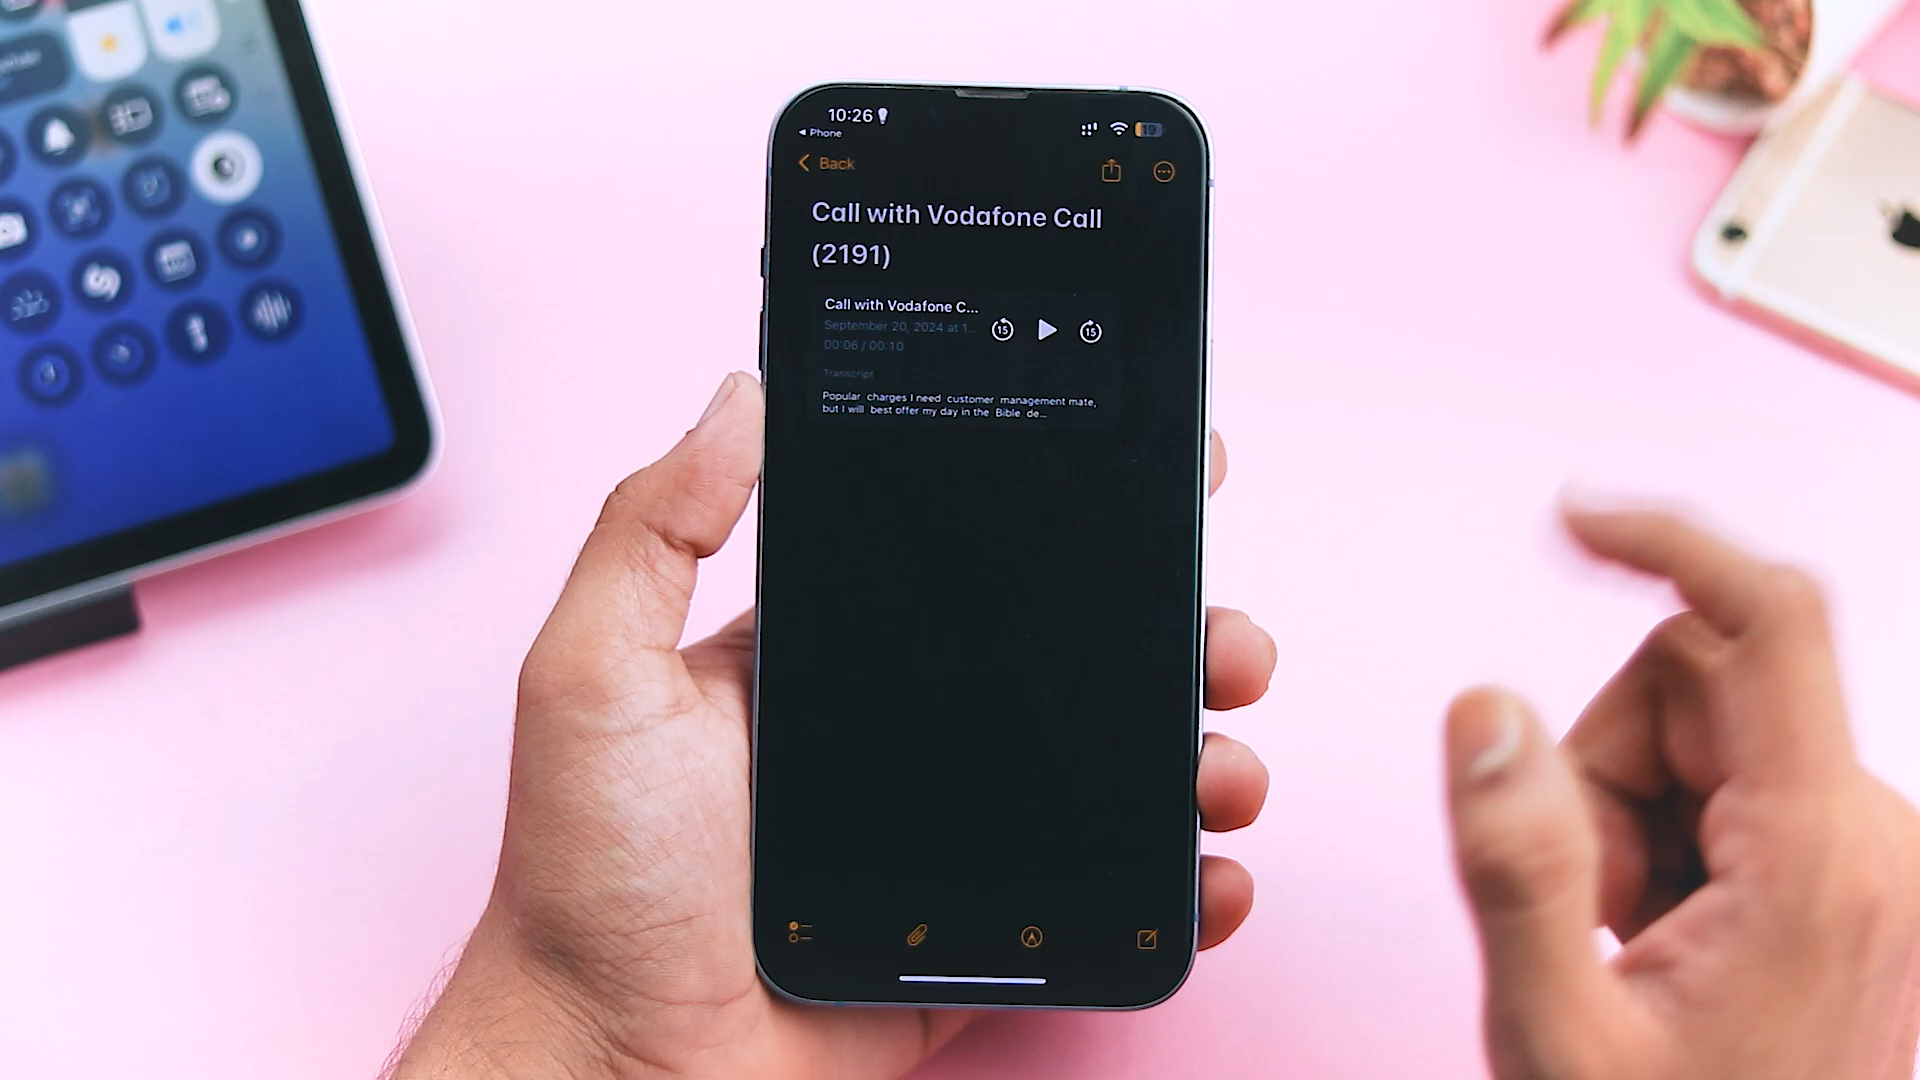 10:26
19
◂ Phone
Back
Call with Vodafone Call
(2191)
Call with Vodafone C...
September 20, 2024 at 1...
15
15
00:06 / 00:10
Transcript
Popular charges I need customer management mate,
but I will best offer my day in the Bible de...